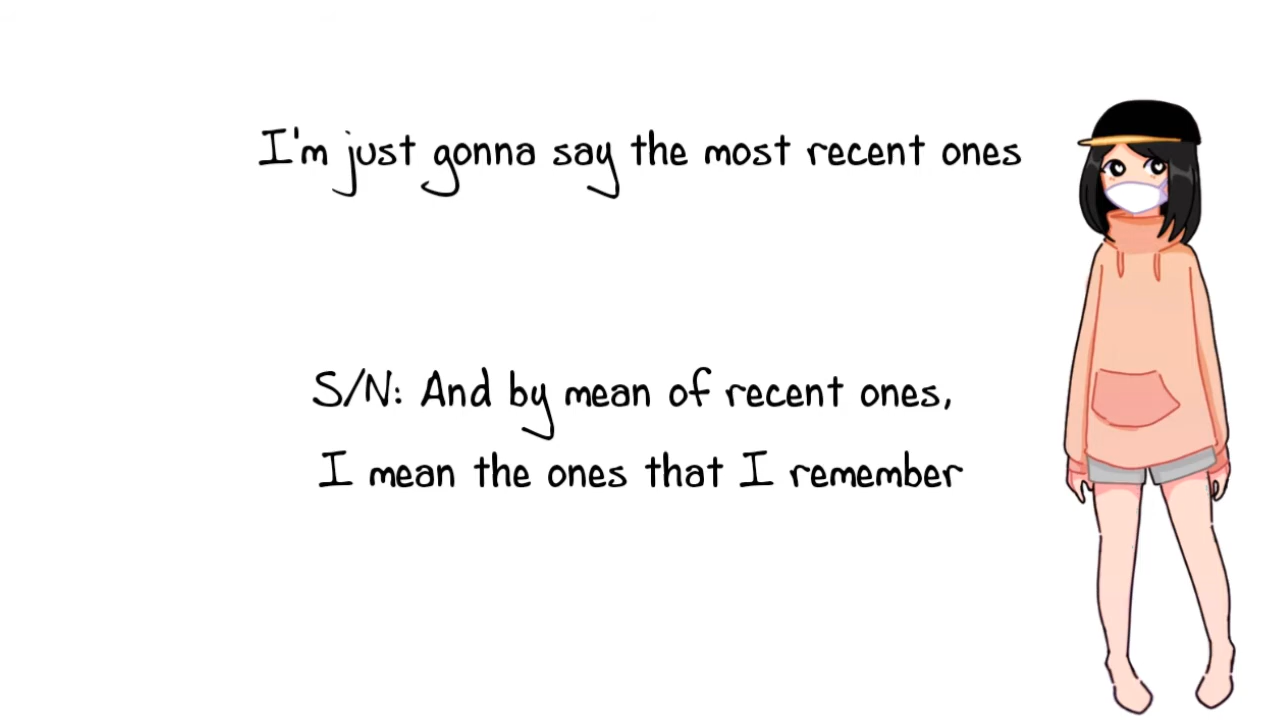 I'm just gonna say the most recent ones
S/N: And by mean of recent ones,
I mean the ones that I remember